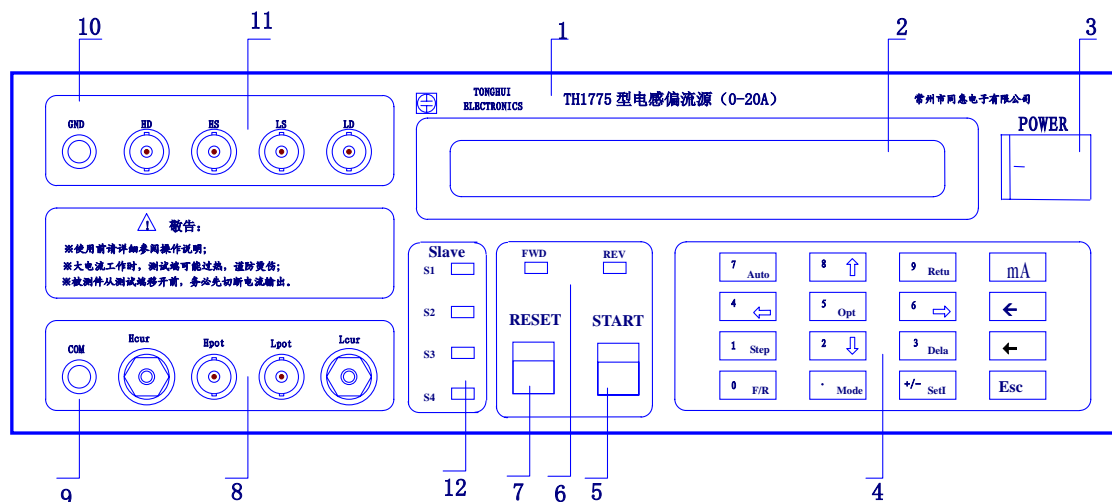 10
11
1
2
3
TONGHUI
ELECTRONICS
TH1775 型电感偏流源（0-20A）
常州市同惠电子有限公司
POWER
GND
HD
HS
LS
LD
敬告：
※使用前请详细参阅操作说明;
※大电流工作时, 测试端可能过热, 谨防烫伤;
※被测件从测试端移开前, 务必先切断电流输出。
Slave
S1
S2
S3
S4
FWD
REV
RESET
START
7 Auto
8 ⇧
9 Retu
mA
4 ⇦
5 Opt
6 ⇨
←
1 Step
2 ⇩
3 Dela
←
0 F/R
. Mode
+/- SetI
Esc
COM
Hcur
Hpot
Lpot
Lcur
9
8
12
7
6
5
4